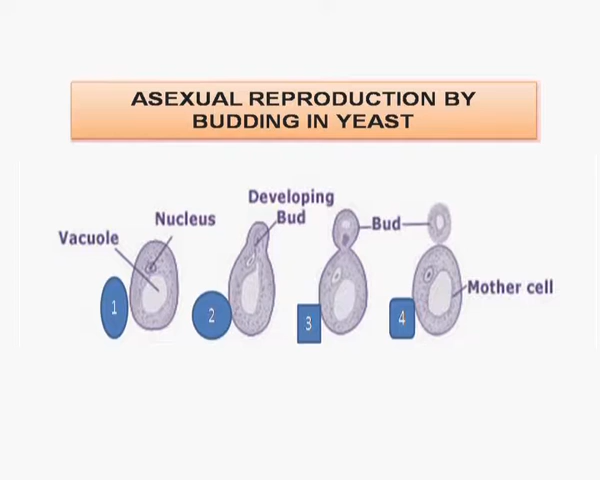 ASEXUAL REPRODUCTION BY
BUDDING IN YEAST
Developing
Bud
Nucleus
Vacuole
Bud
Mother cell
1
2
3
4